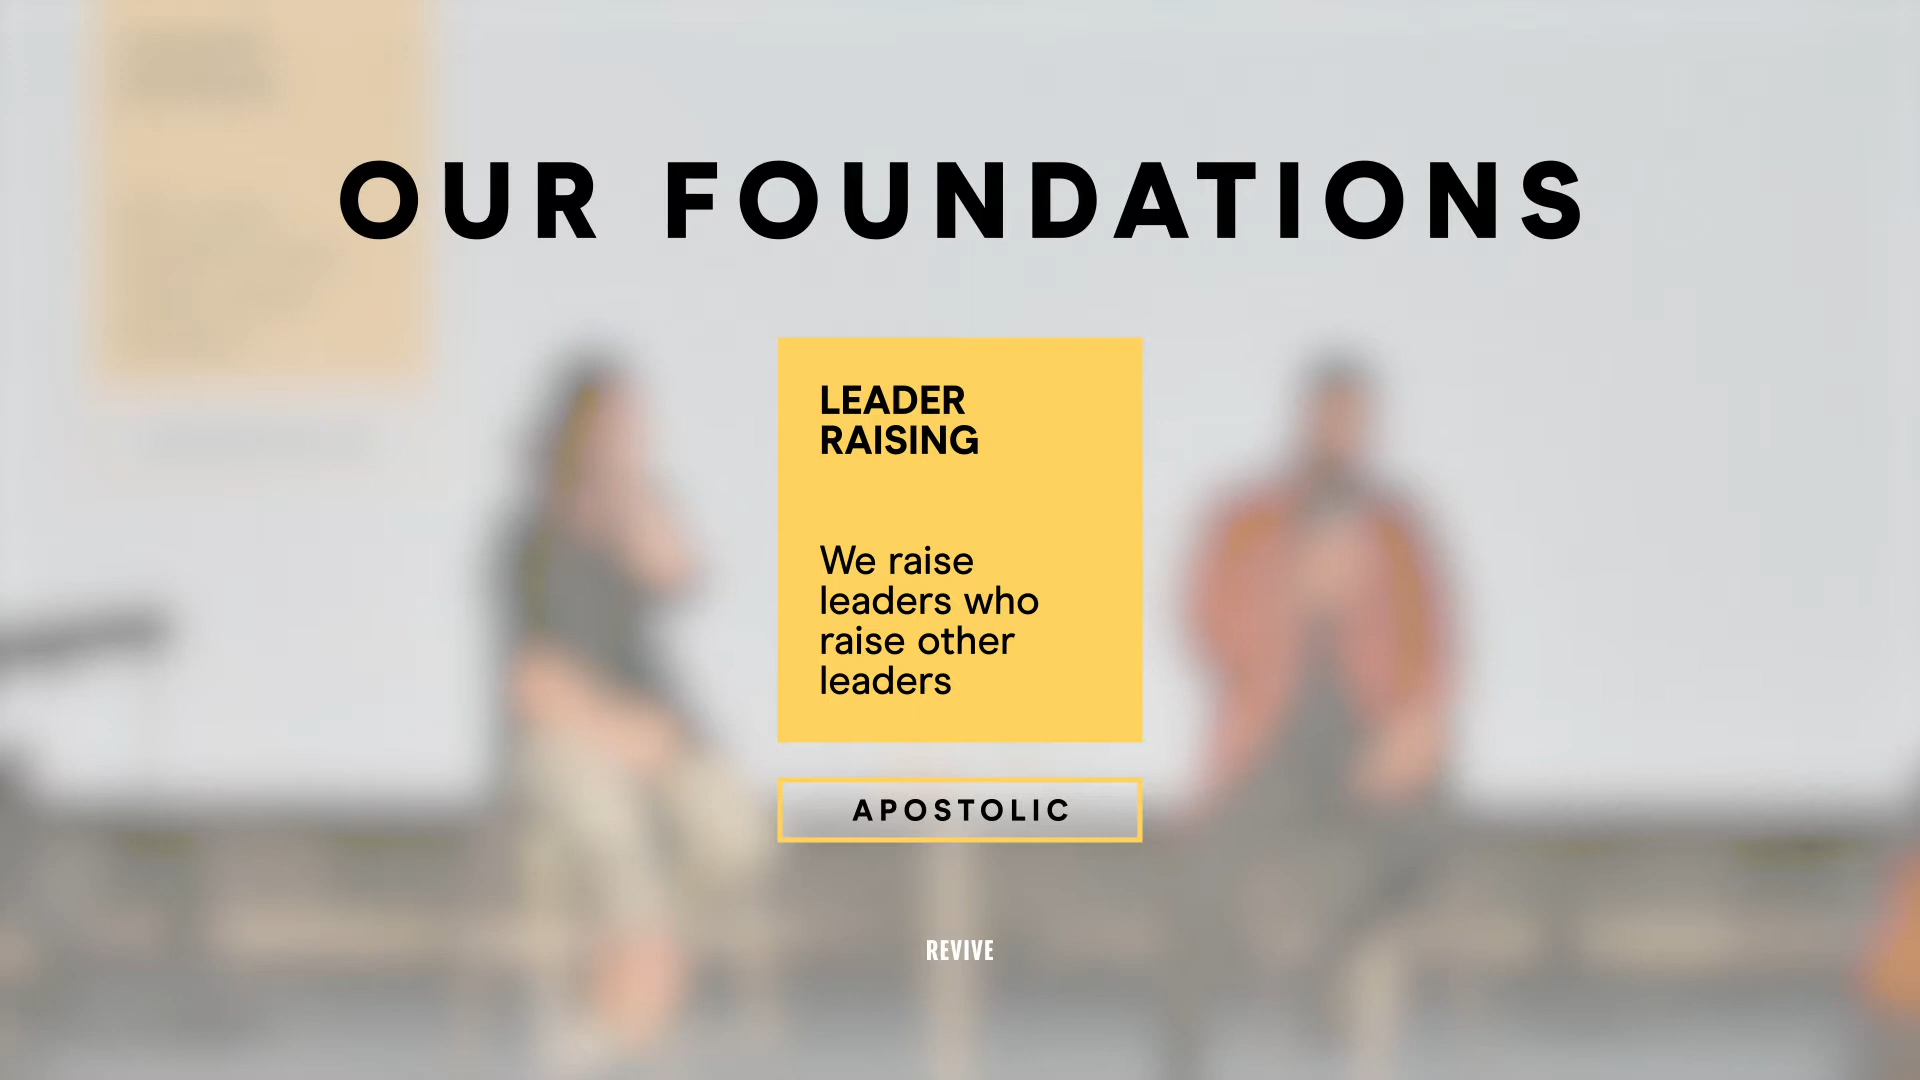 OUR FOUNDATIONS
LEADER
RAISING
We raise
leaders who
raise other
leaders
APOSTOLIC
REVIVE